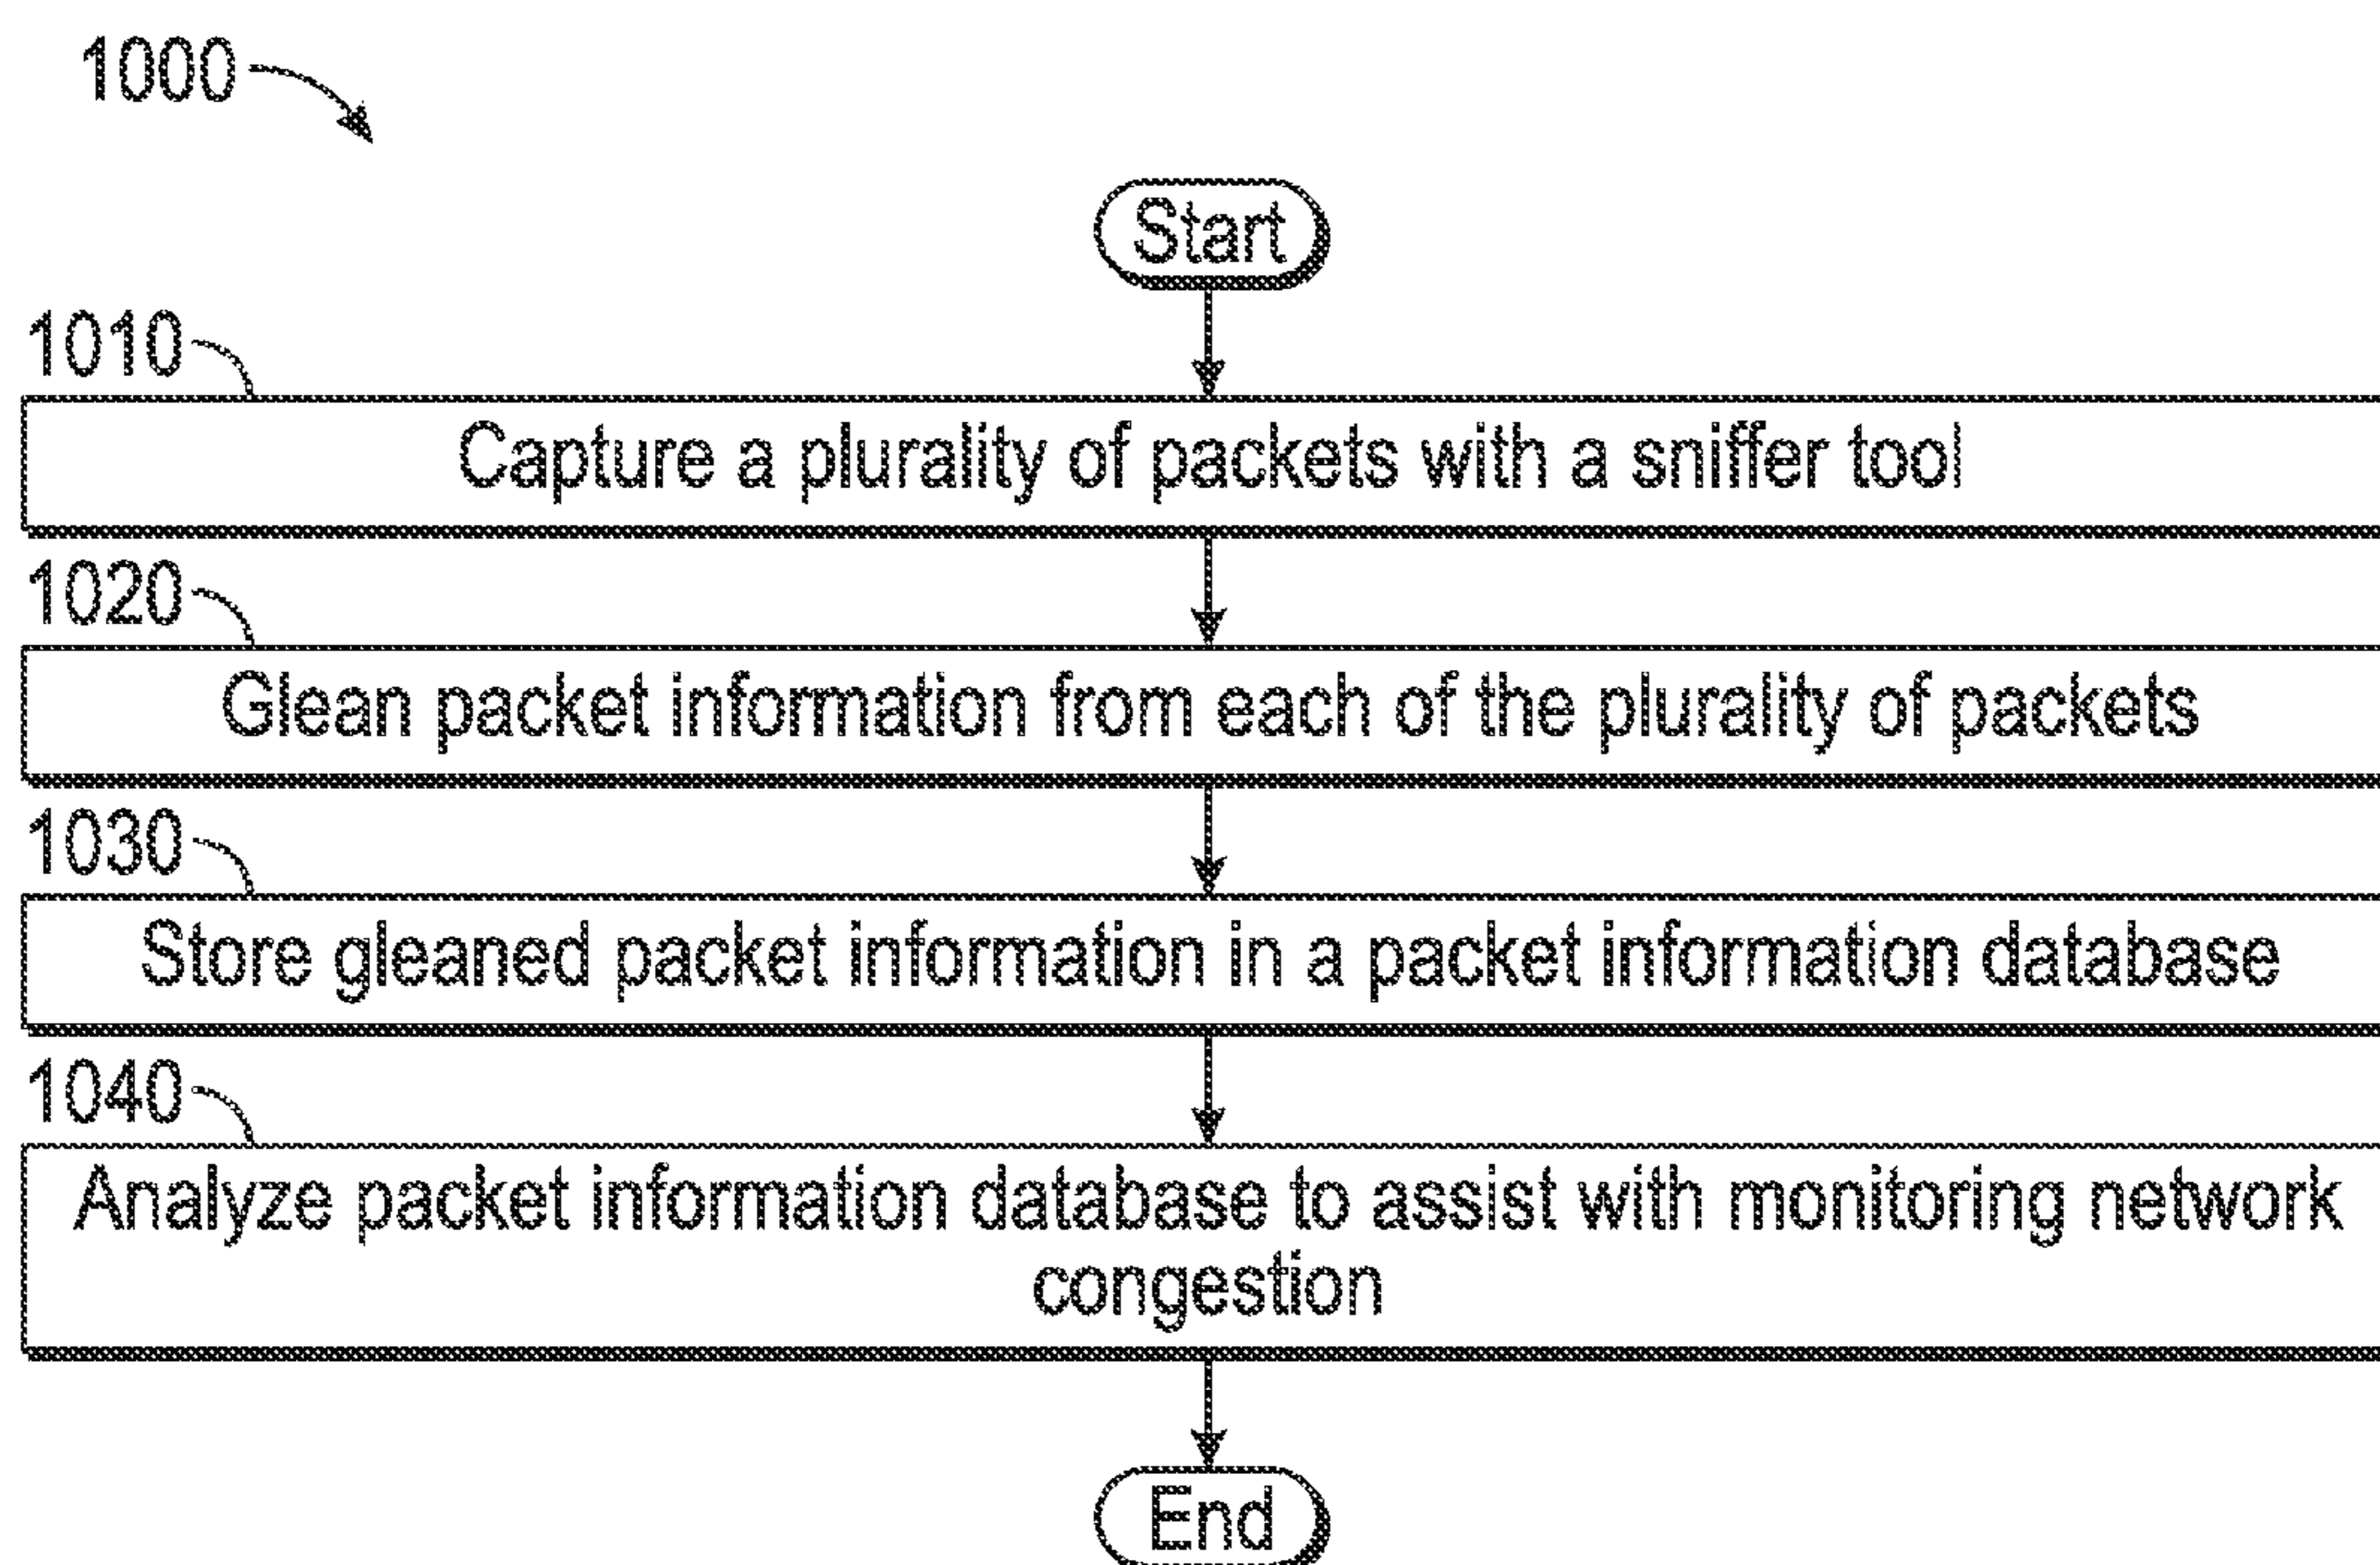 1000
Start
1010
Capture a plurality of packets with a sniffer tool
1020
Glean packet information from each of the plurality of packets
1030
Store gleaned packet information in a packet information database
1040
Analyze packet information database to assist with monitoring network
congestion
End